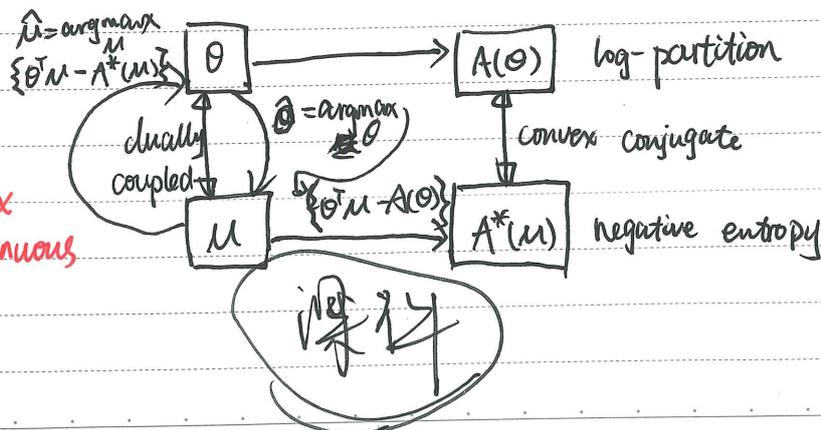 μ̂ = argmax
μ
{θᵀμ - A*(μ)}
θ
A(θ)
log-partition
dually
coupled
θ̂ = argmax
θ
{θᵀμ - A(θ)}
convex conjugate
x
nuous
μ
A*(μ)
negative entropy